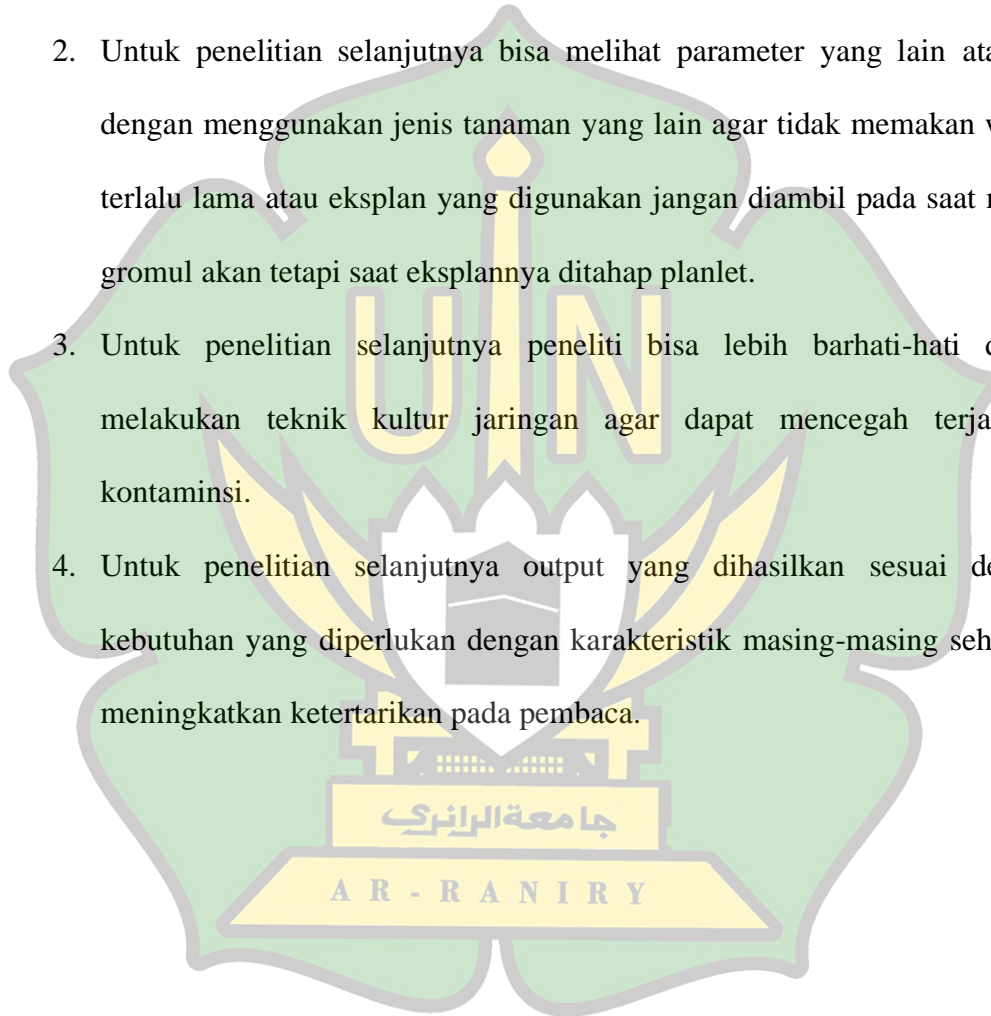 2. Untuk penelitian selanjutnya bisa melihat parameter yang lain ata
dengan menggunakan jenis tanaman yang lain agar tidak memakan
terlalu lama atau eksplan yang digunakan jangan diambil pada saat
gromul akan tetapi saat eksplannya ditahap planlet.
3. Untuk penelitian selanjutnya peneliti bisa lebih barhati-hati
melakukan teknik kultur jaringan agar dapat mencegah terja
kontaminsi.
4. Untuk penelitian selanjutnya output yang dihasilkan sesuai de
kebutuhan yang diperlukan dengan karakteristik masing-masing seh
meningkatkan ketertarikan pada pembaca.
UIN
جامعة الرانري
AR-RANIRY